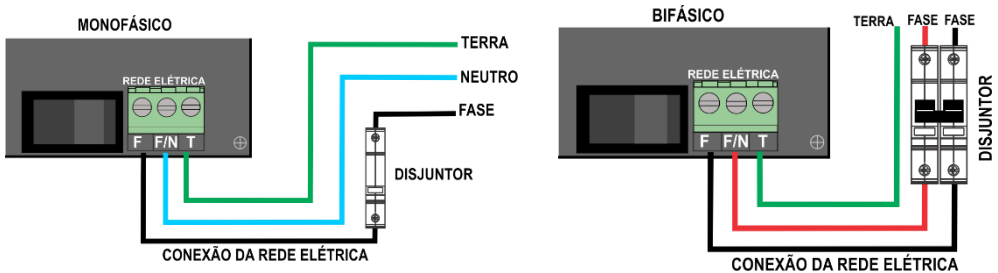 MONOFÁSICO
REDE ELÉTRICA
F F/N T
TERRA
NEUTRO
FASE
DISJUNTOR
CONEXÃO DA REDE ELÉTRICA
BIFÁSICO
TERRA FASE FASE
REDE ELÉTRICA
F F/N T
DISJUNTOR
CONEXÃO DA REDE ELÉTRICA